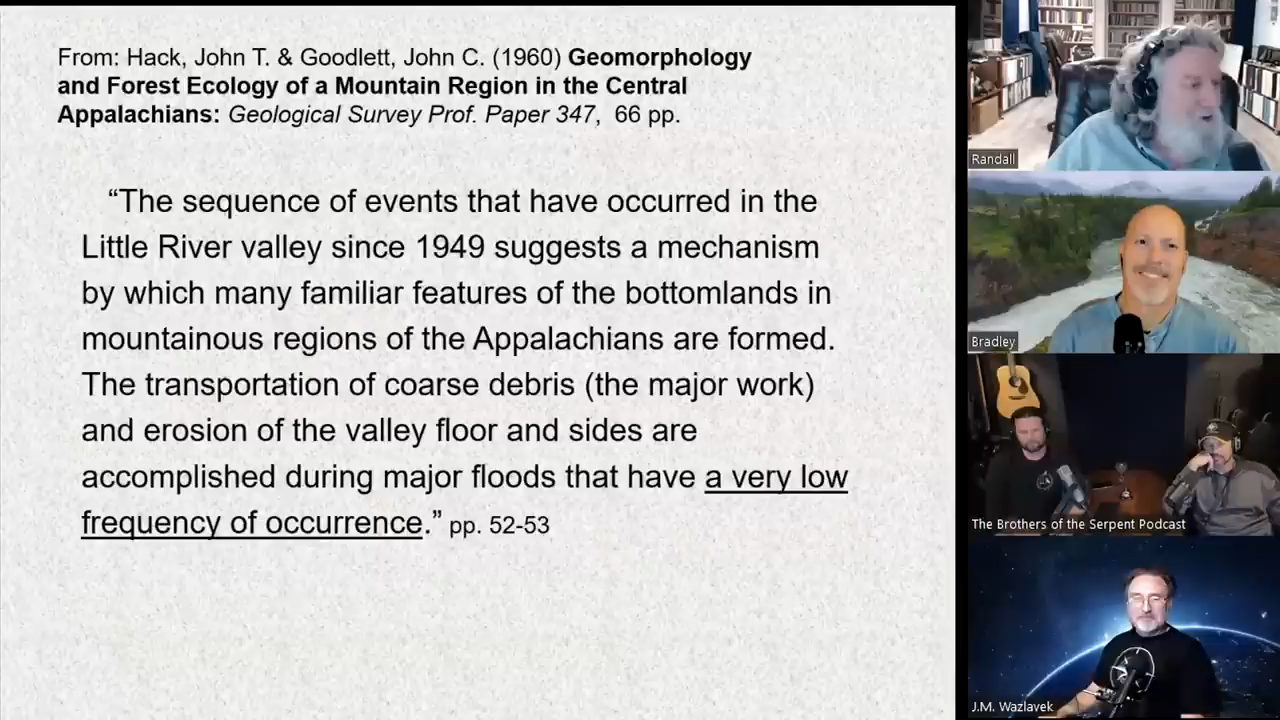 From: Hack, John T. & Goodlett, John C. (1960) Geomorphology
and Forest Ecology of a Mountain Region in the Central
Appalachians: Geological Survey Prof. Paper 347, 66 pp.
“The sequence of events that have occurred in the
Little River valley since 1949 suggests a mechanism
by which many familiar features of the bottomlands in
mountainous regions of the Appalachians are formed.
The transportation of coarse debris (the major work)
and erosion of the valley floor and sides are
accomplished during major floods that have a very low
frequency of occurrence.” pp. 52-53
Randall
Bradley
The Brothers of the Serpent Podcast
J.M. Wazlavek